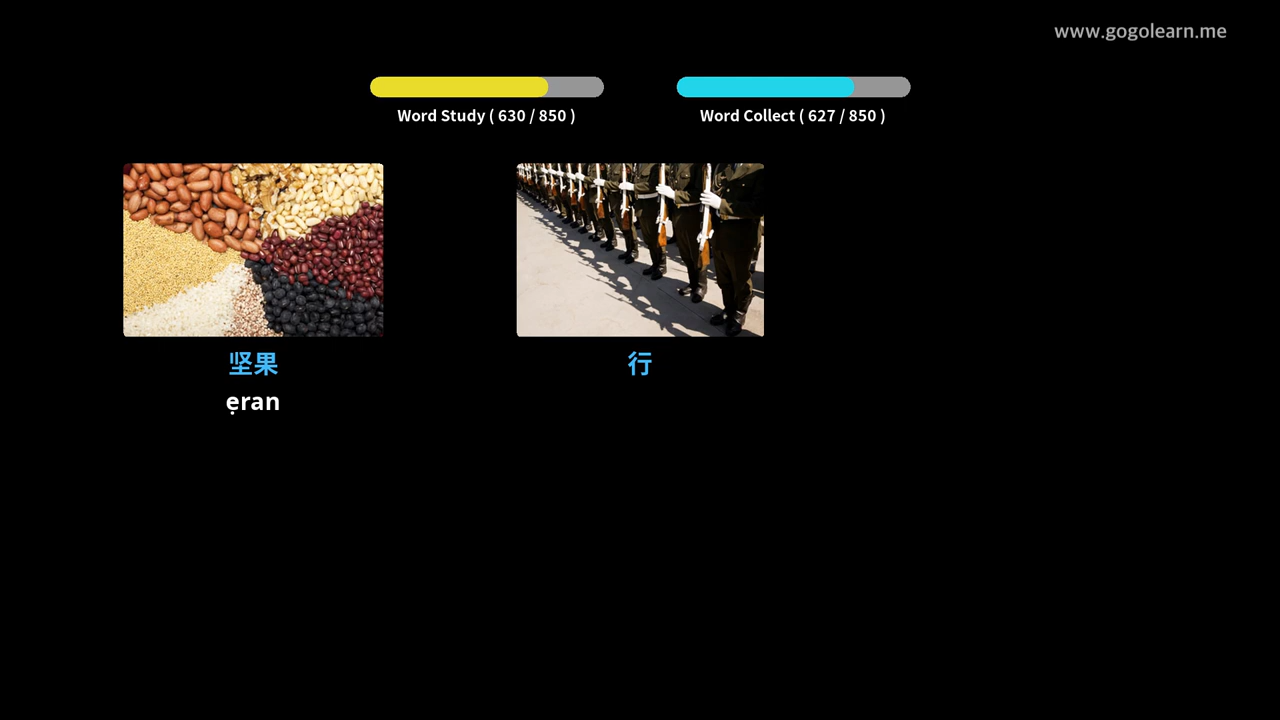 www.gogolearn.me
Word Study ( 630 / 850 )
Word Collect ( 627 / 850 )
坚果
ẹran
行